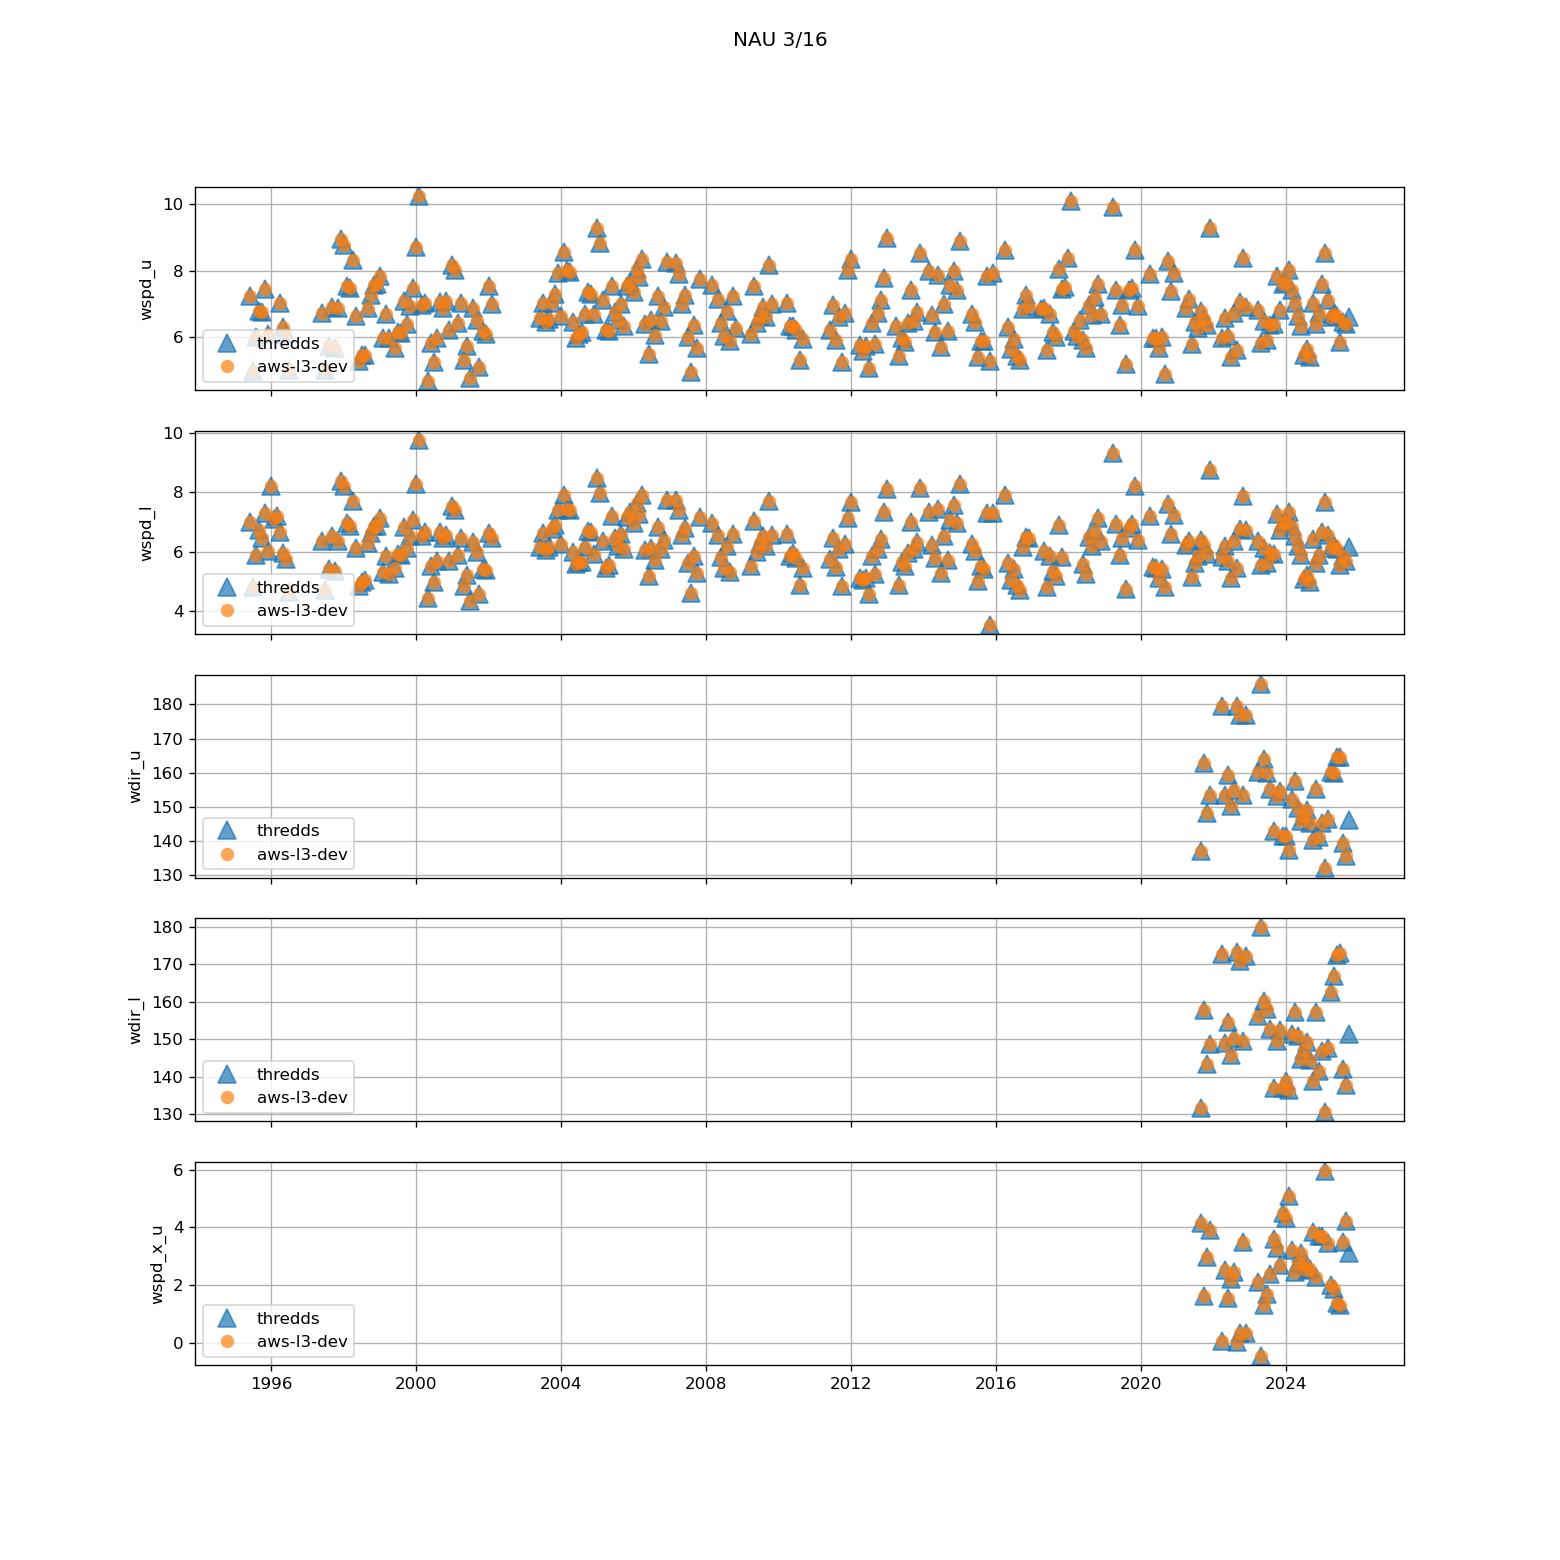 NAU 3/16
10
8
6
wspd_u
thredds
aws-l3-dev
10
8
6
4
wspd_l
thredds
aws-l3-dev
180
170
160
150
140
130
wdir_u
thredds
aws-l3-dev
180
170
160
150
140
130
wdir_l
thredds
aws-l3-dev
6
4
2
0
wspd_x_u
thredds
aws-l3-dev
1996 2000 2004 2008 2012 2016 2020 2024